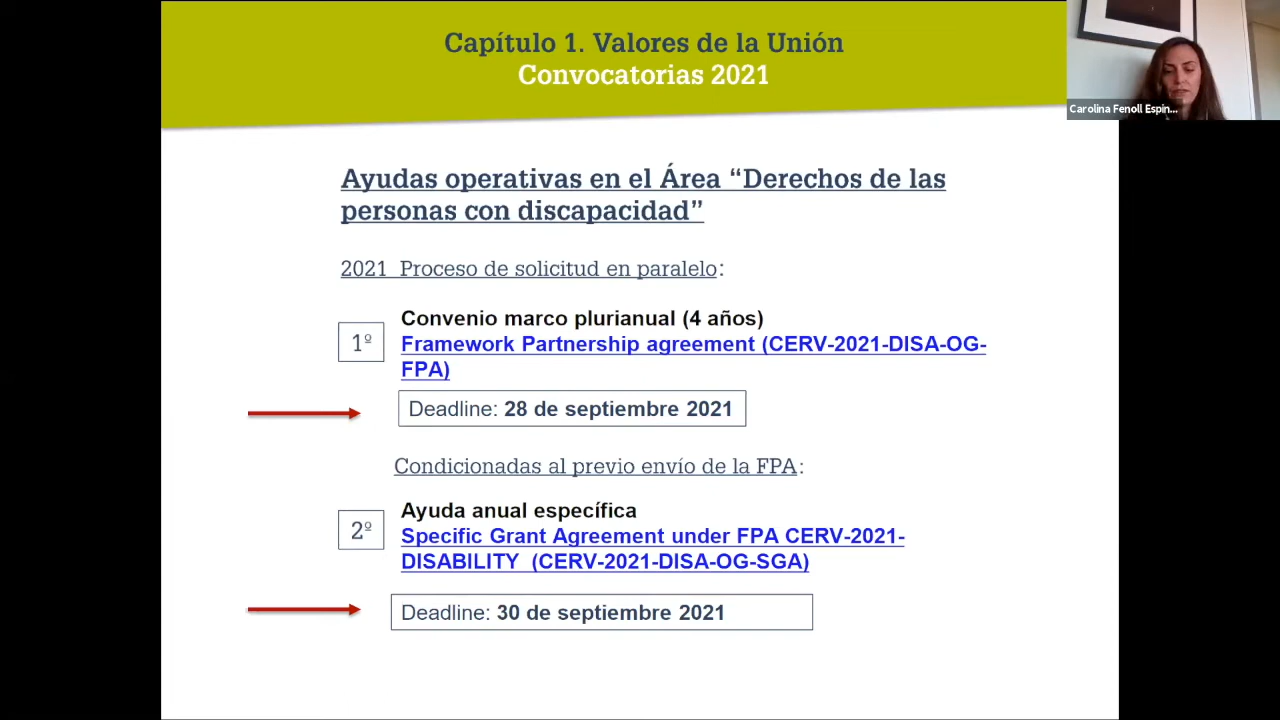 Capítulo 1. Valores de la Unión
Convocatorias 2021
Carolina Fenoll Espin...
Ayudas operativas en el Área “Derechos de las
personas con discapacidad”
2021 Proceso de solicitud en paralelo:
1º
Convenio marco plurianual (4 años)
Framework Partnership agreement (CERV-2021-DISA-OG-
FPA)
Deadline: 28 de septiembre 2021
Condicionadas al previo envío de la FPA:
2º
Ayuda anual específica
Specific Grant Agreement under FPA CERV-2021-
DISABILITY (CERV-2021-DISA-OG-SGA)
Deadline: 30 de septiembre 2021